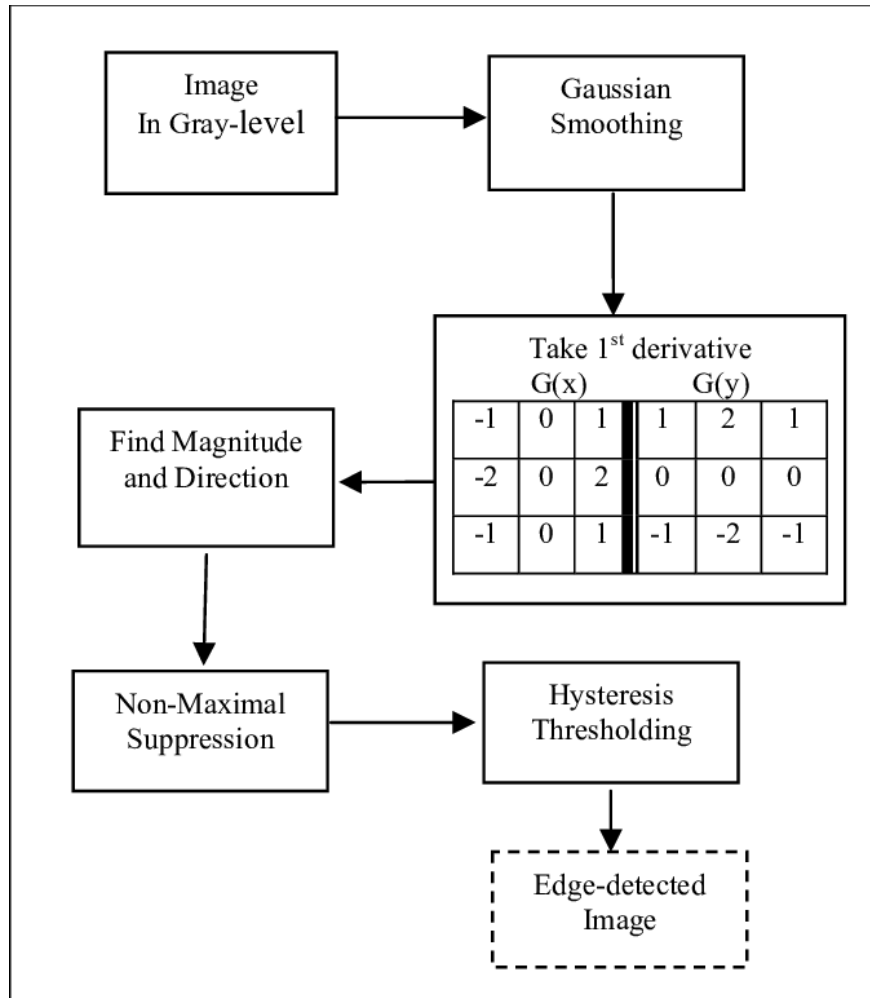 Image
In Gray-level
Gaussian
Smoothing
Take 1st derivative
G(x) G(y)
-1 0 1 1 2 1
-2 0 2 0 0 0
-1 0 1 -1 -2 -1
Find Magnitude
and Direction
Non-Maximal
Suppression
Hysteresis
Thresholding
Edge-detected
Image